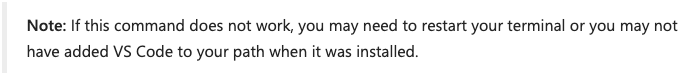 Note: If this command does not work, you may need to restart your terminal or you may not
have added VS Code to your path when it was installed.